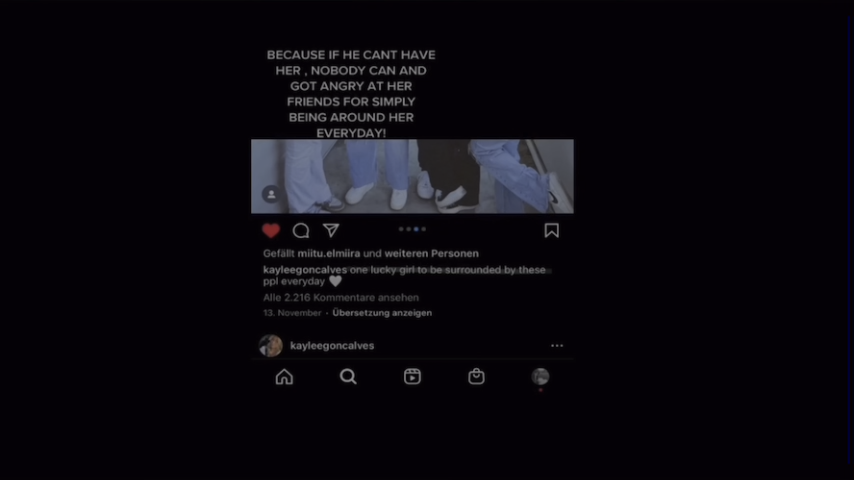 BECAUSE IF HE CANT HAVE
HER , NOBODY CAN AND
GOT ANGRY AT HER
FRIENDS FOR SIMPLY
BEING AROUND HER
EVERYDAY!
Gefällt miitu.elmiira und weiteren Personen
kayleegoncalves one lucky girl to be surrounded by these
ppl everyday 🤍
Alle 2.216 Kommentare ansehen
13. November · Übersetzung anzeigen
kayleegoncalves